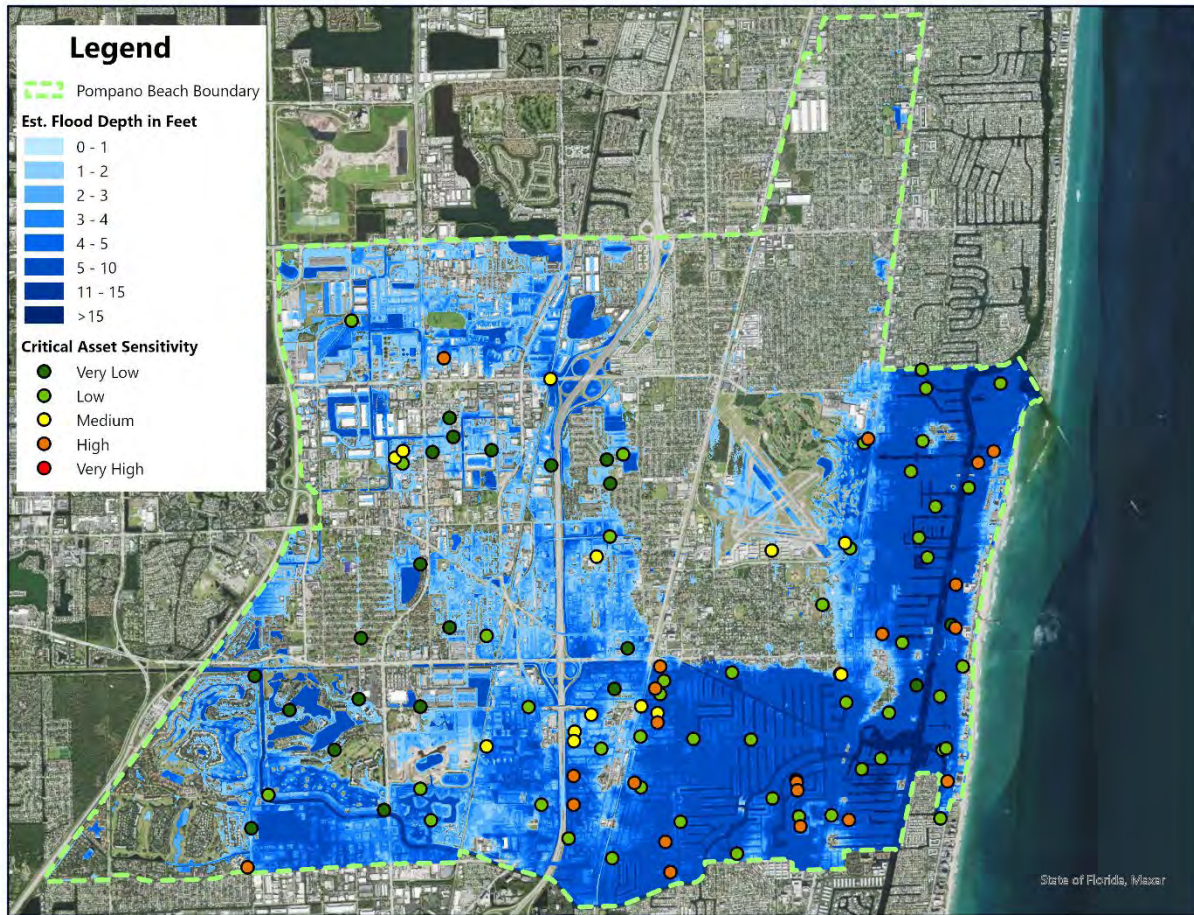 Legend
Pompano Beach Boundary
Est. Flood Depth in Feet
0 - 1
1 - 2
2 - 3
3 - 4
4 - 5
5 - 10
11 - 15
>15
Critical Asset Sensitivity
Very Low
Low
Medium
High
Very High
State of Florida, Maxar